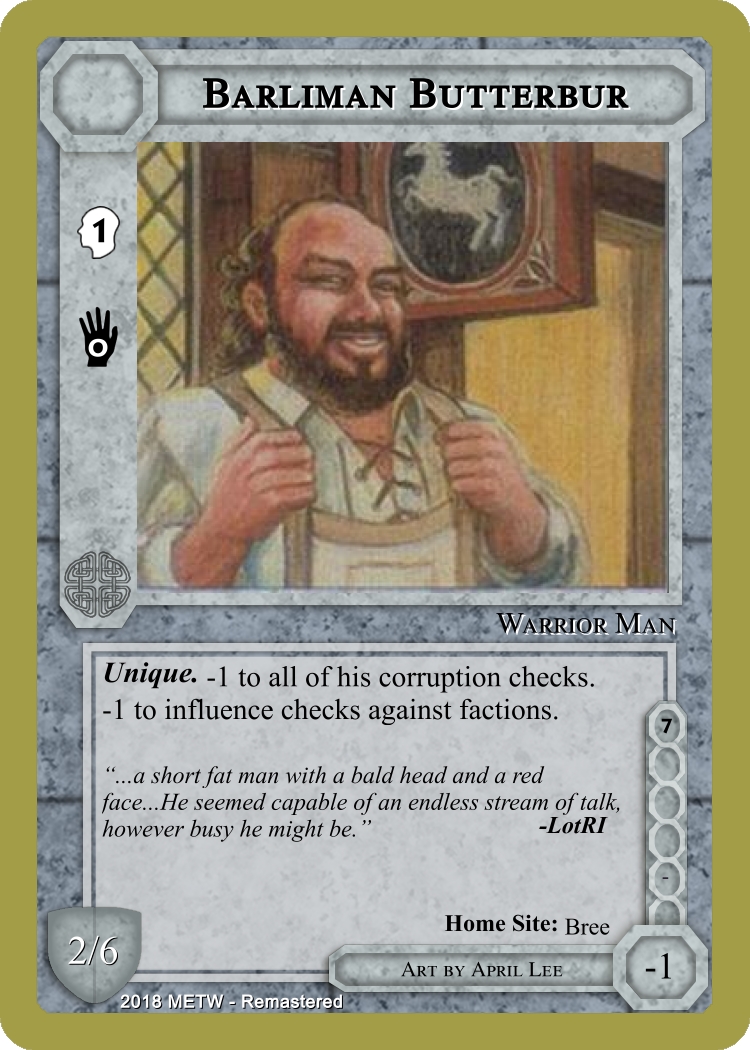 Barliman Butterbur
1
0
Warrior Man
Unique. -1 to all of his corruption checks.
-1 to influence checks against factions.
“...a short fat man with a bald head and a red
face...He seemed capable of an endless stream of talk,
however busy he might be.” -LotRI
7
-
Home Site: Bree
2/6
Art by April Lee
-1
2018 METW - Remastered